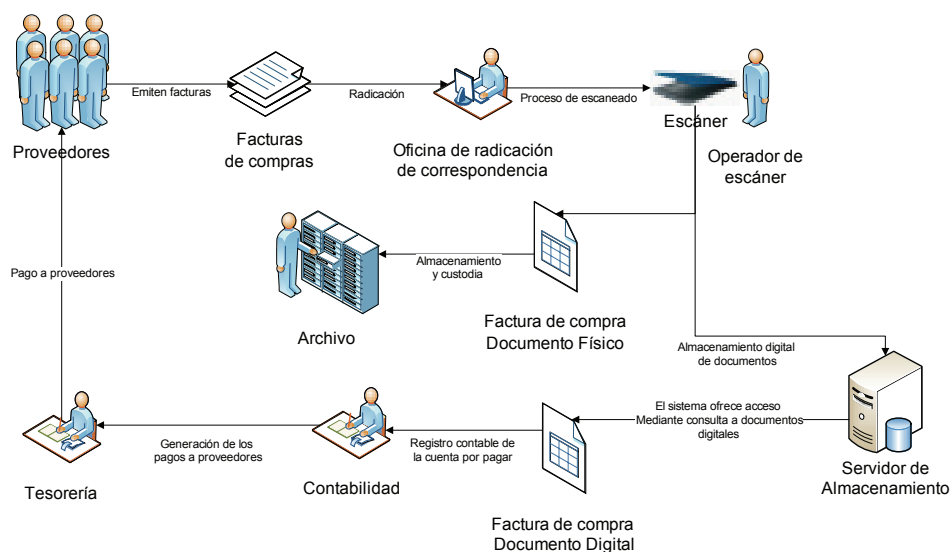 Emiten facturas
Radicación
Proceso de escaneado
Proveedores
Facturas
de compras
Oficina de radicación
de correspondencia
Escáner
Operador de
escáner
Pago a proveedores
Almacenamiento
y custodia
Archivo
Factura de compra
Documento Físico
Almacenamiento digital
de documentos
El sistema ofrece acceso
Mediante consulta a documentos
digitales
Servidor de
Almacenamiento
Registro contable de
la cuenta por pagar
Generación de los
pagos a proveedores
Tesorería
Contabilidad
Factura de compra
Documento Digital